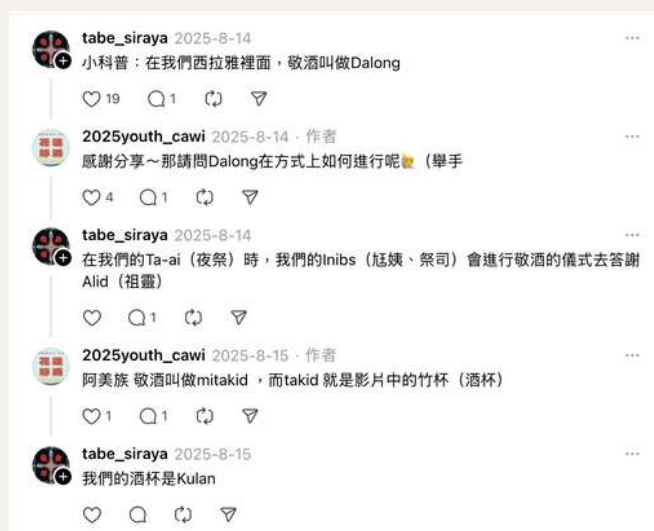 tabe_siraya 2025-8-14
小科普：在我們西拉雅裡面，敬酒叫做Dalong
19 1
2025youth_cawi 2025-8-14 · 作者
感謝分享～那請問Dalong在方式上如何進行呢🙋（舉手
4 1
tabe_siraya 2025-8-14
在我們的Ta-ai（夜祭）時，我們的Inibs（尪姨、祭司）會進行敬酒的儀式去答謝
Alid（祖靈）
1
2025youth_cawi 2025-8-15 · 作者
阿美族 敬酒叫做mitakid ，而takid 就是影片中的竹杯（酒杯）
1 1
tabe_siraya 2025-8-15
我們的酒杯是Kulan